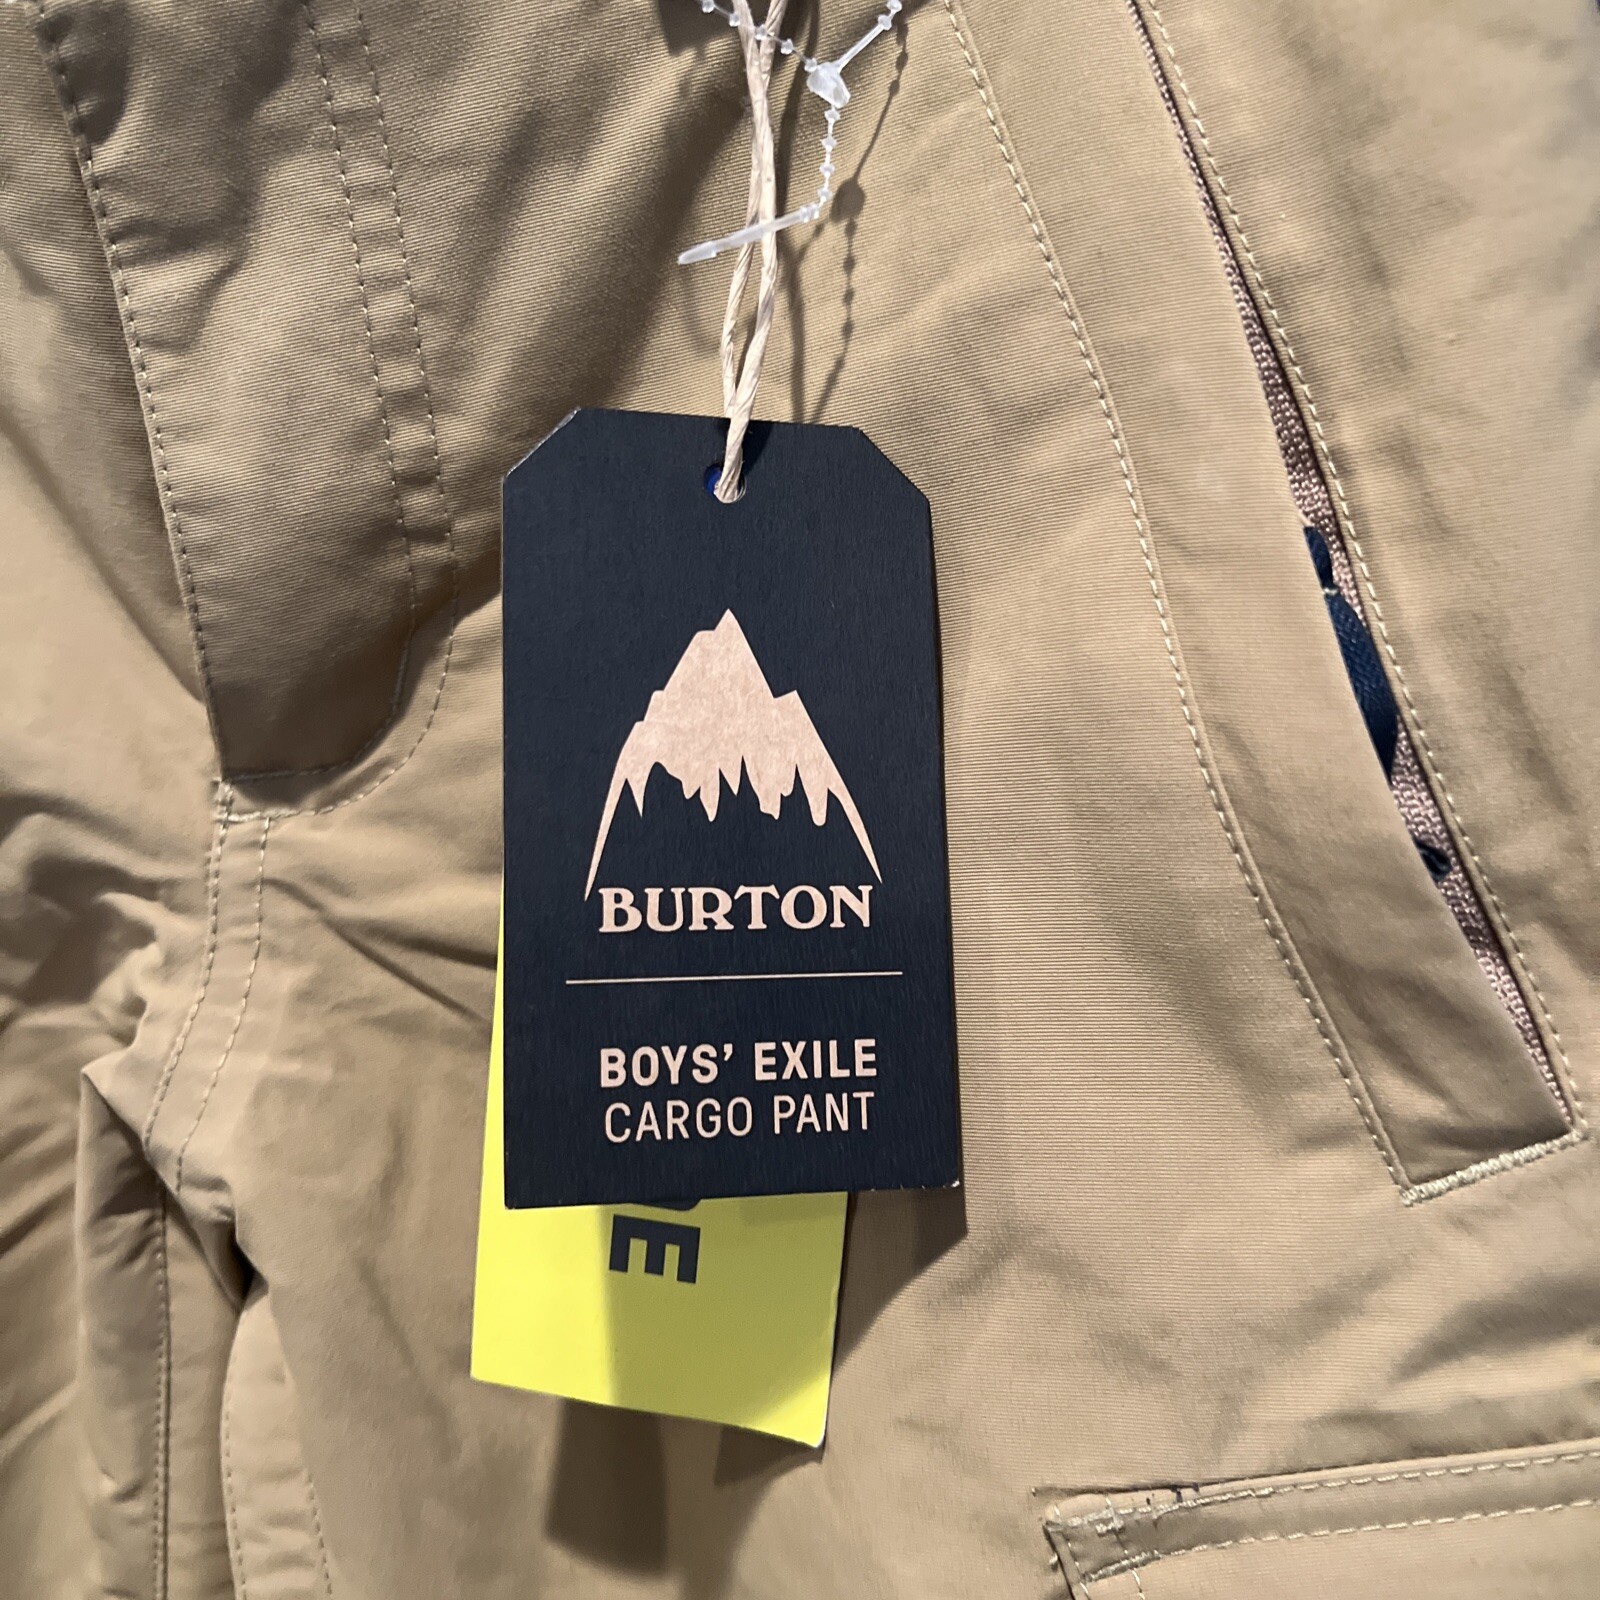 BURTON
BOYS' EXILE
CARGO PANT